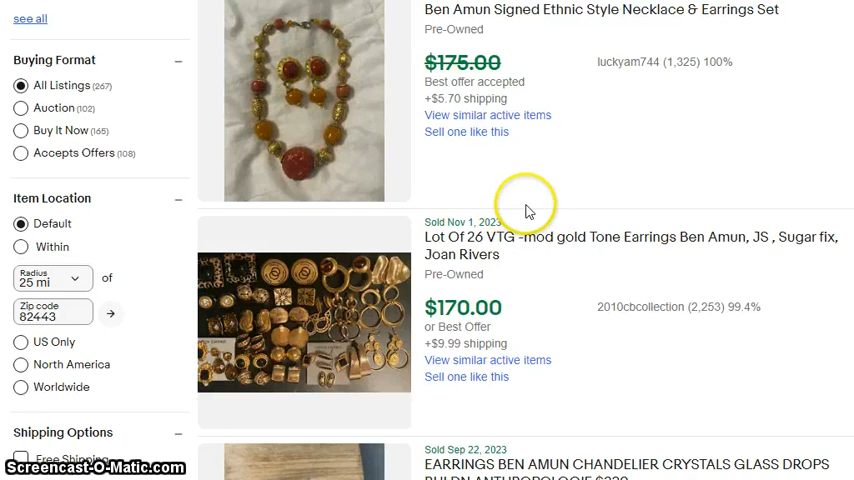 see all
Buying Format
All Listings (267)
Auction (102)
Buy It Now (165)
Accepts Offers (108)
Item Location
Default
Within
Radius
25 mi
of
Zip code
82443
US Only
North America
Worldwide
Shipping Options
Free Shipping
Screencast-O-Matic.com
Ben Amun Signed Ethnic Style Necklace & Earrings Set
Pre-Owned
$175.00
luckyam744 (1,325) 100%
Best offer accepted
+$5.70 shipping
View similar active items
Sell one like this
Sold Nov 1, 2023
Lot Of 26 VTG -mod gold Tone Earrings Ben Amun, JS , Sugar fix,
Joan Rivers
Pre-Owned
$170.00
2010cbcollection (2,253) 99.4%
or Best Offer
+$9.99 shipping
View similar active items
Sell one like this
Sold Sep 22, 2023
EARRINGS BEN AMUN CHANDELIER CRYSTALS GLASS DROPS
ANTHROPOLOGIE